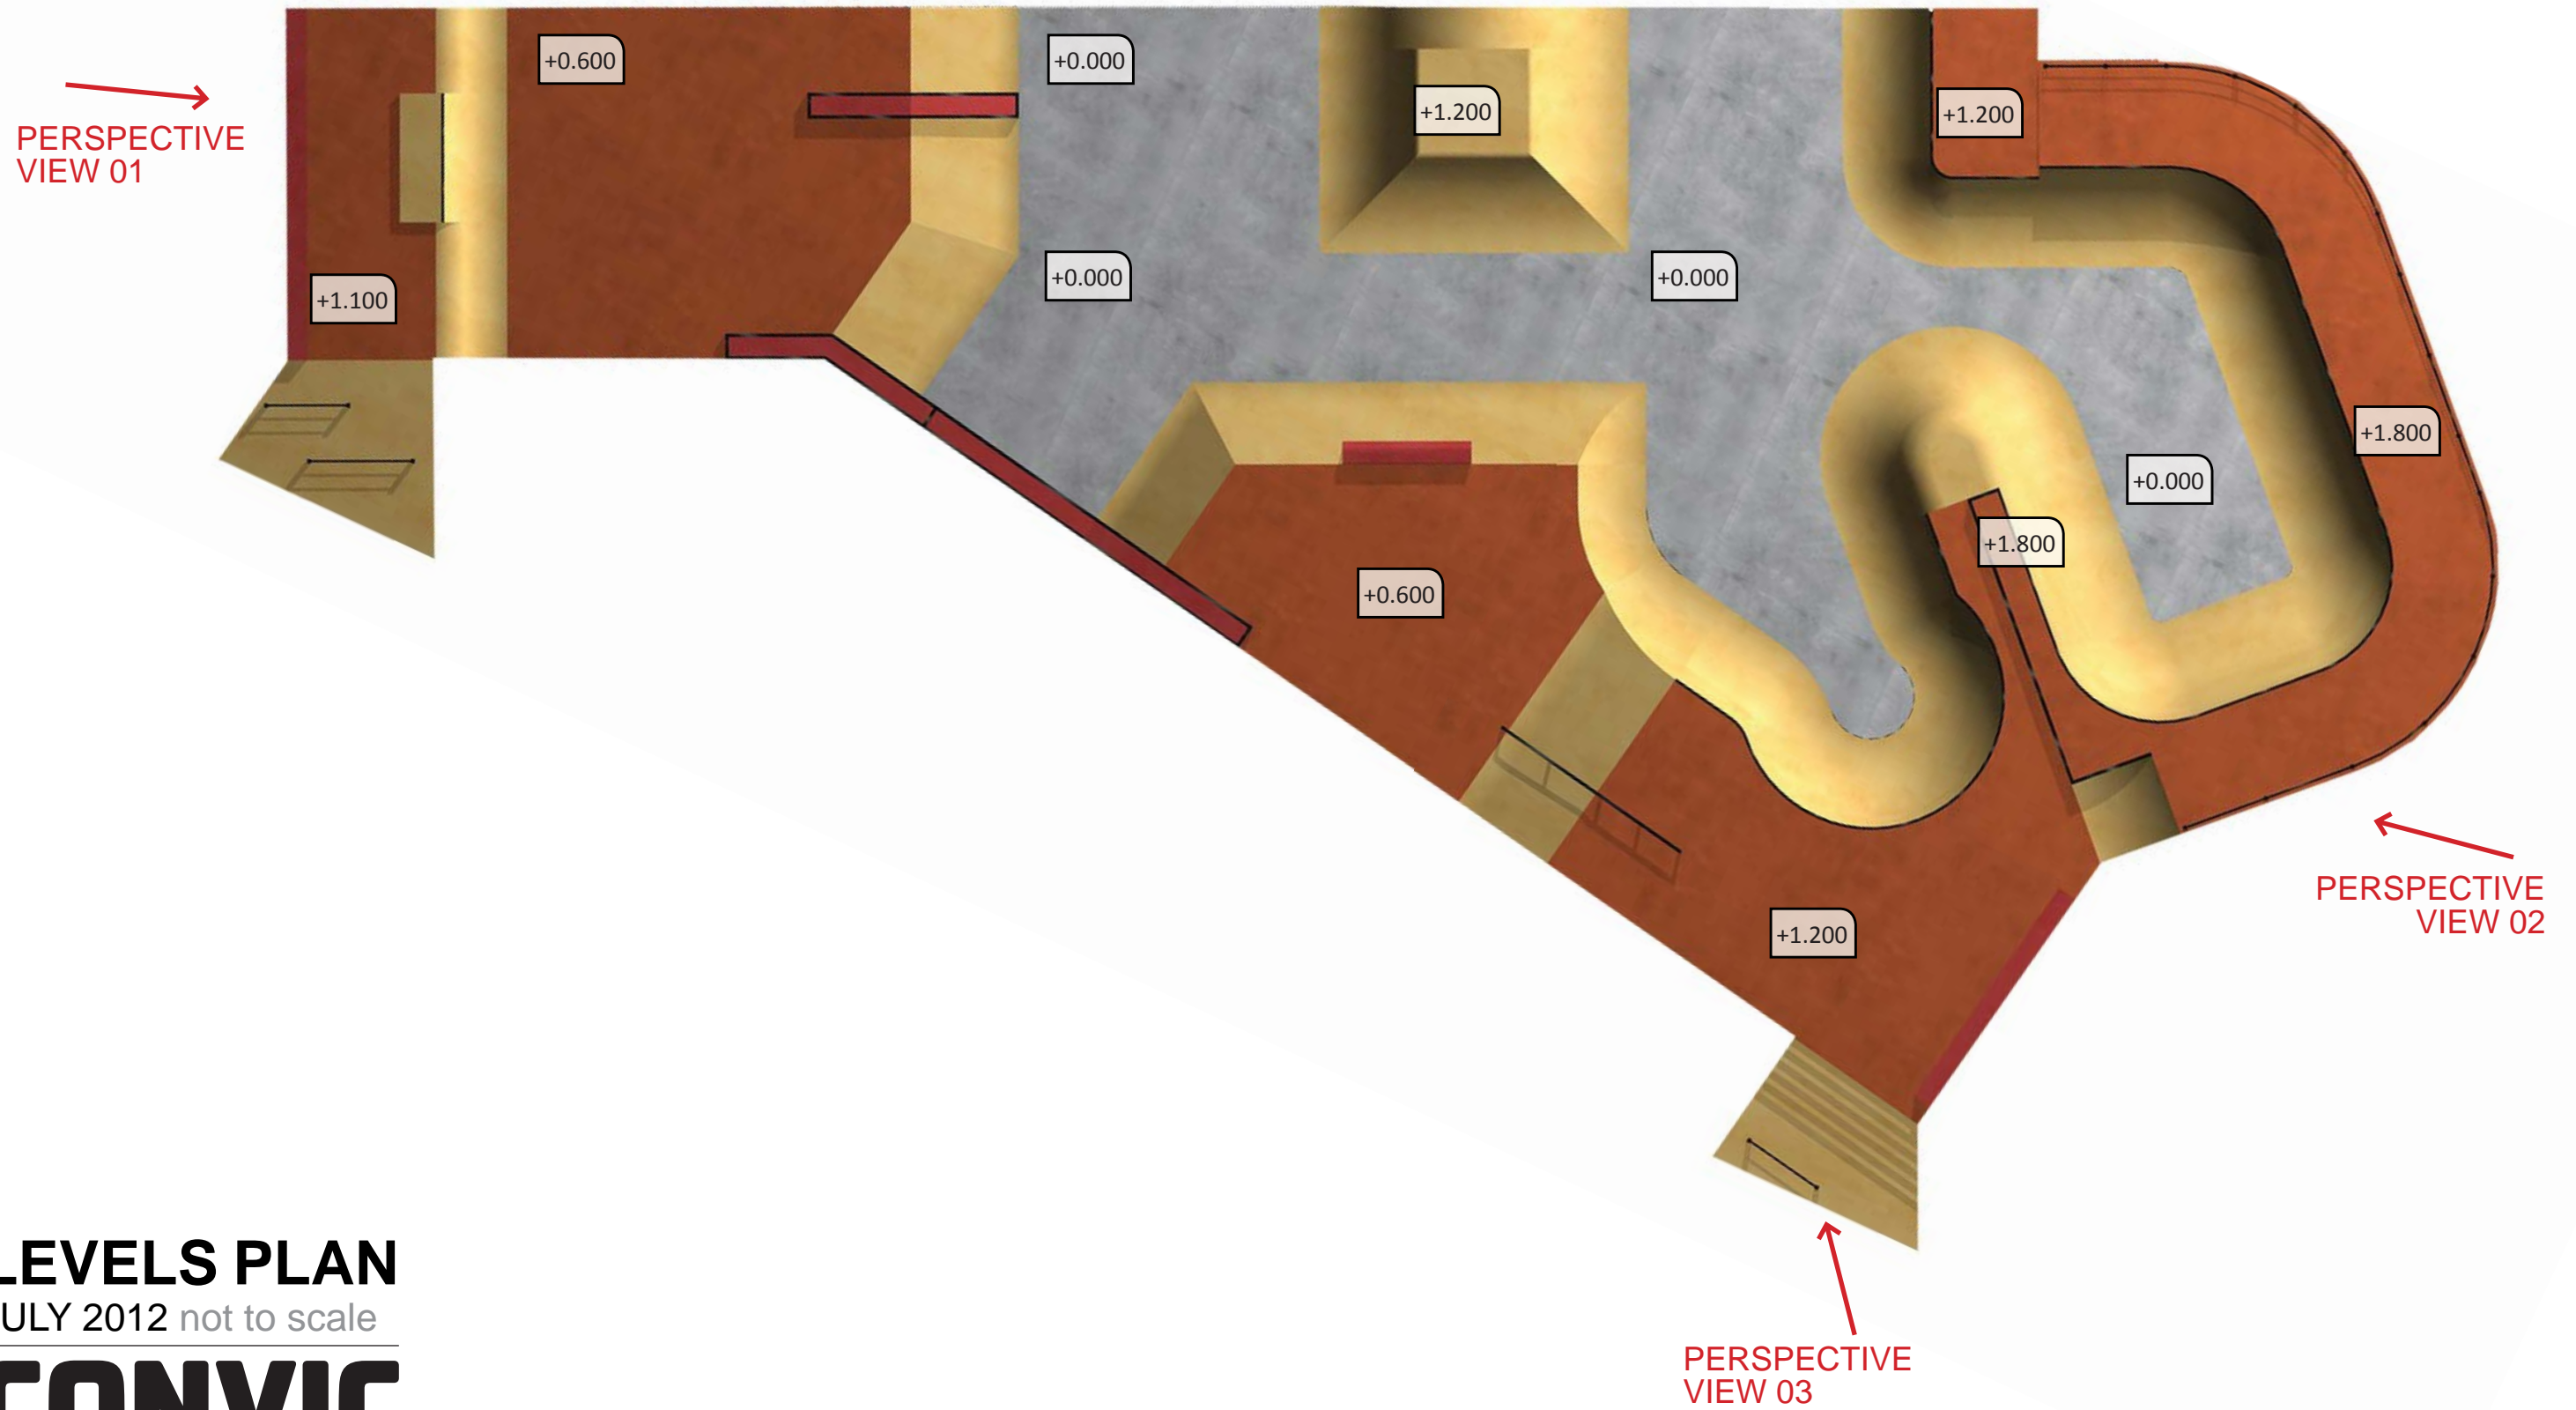 +0.600
+0.000
+1.200
+1.200
PERSPECTIVE
VIEW 01
+1.100
+0.000
+0.000
+1.800
+0.000
+1.800
+0.600
PERSPECTIVE
VIEW 02
+1.200
LEVELS PLAN
ULY 2012 not to scale
PERSPECTIVE
VIEW 03
CONVIC